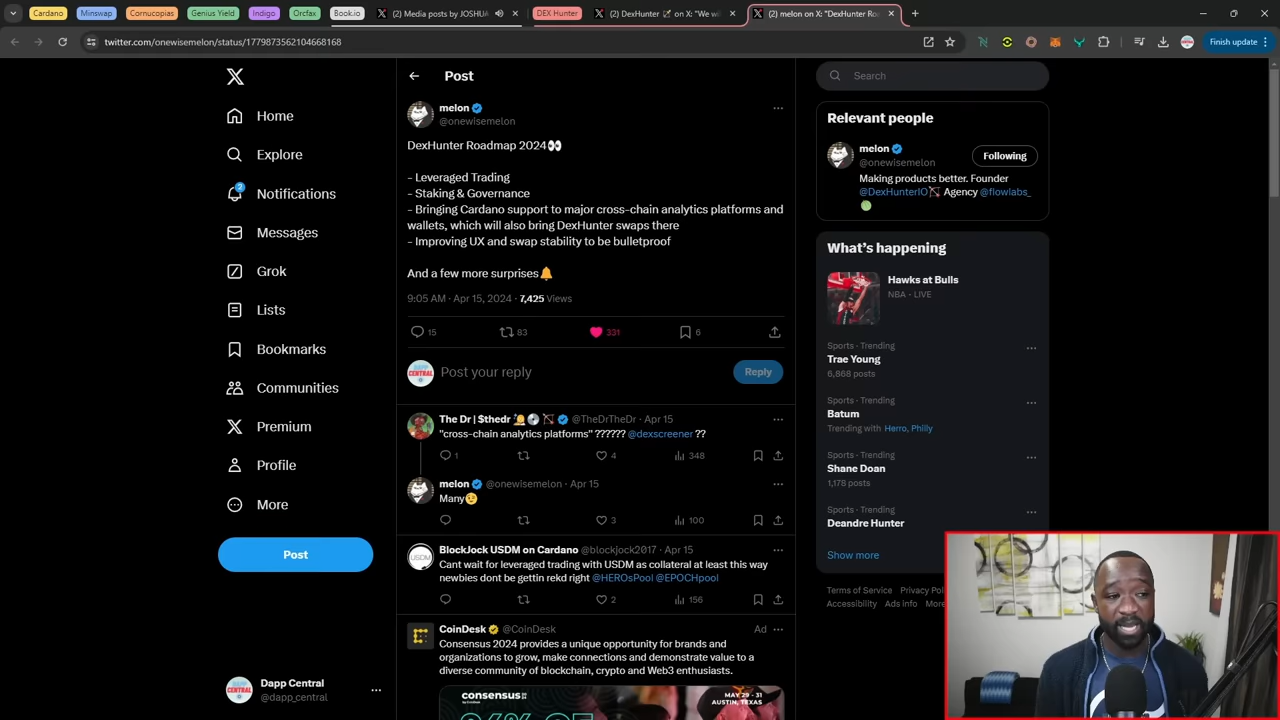 Cardano
Minswap
Cornucopias
Genius Yield
Indigo
Orcfax
Book.io
(2) Media posts by JOSHUA
DEX Hunter
(2) DexHunter 🏹 on X: "We wi
(2) melon on X: "DexHunter Ro
twitter.com/onewisemelon/status/1779873562104668168
Finish update
Home
Explore
2
Notifications
Messages
Grok
Lists
Bookmarks
Communities
Premium
Profile
More
Post
Dapp Central
@dapp_central
Post
melon
@onewisemelon
DexHunter Roadmap 2024👀
- Leveraged Trading
- Staking & Governance
- Bringing Cardano support to major cross-chain analytics platforms and
wallets, which will also bring DexHunter swaps there
- Improving UX and swap stability to be bulletproof
And a few more surprises🔔
9:05 AM · Apr 15, 2024 · 7,425 Views
15 83 331 6
Post your reply
Reply
The Dr | $thedr @TheDrTheDr · Apr 15
"cross-chain analytics platforms" ?????? @dexscreener ??
1 4 348
melon @onewisemelon · Apr 15
Many😉
3 100
BlockJock USDM on Cardano @blockjock2017 · Apr 15
Cant wait for leveraged trading with USDM as collateral at least this way
newbies dont be gettin rekd right @HEROsPool @EPOCHpool
2 156
CoinDesk @CoinDesk Ad
Consensus 2024 provides a unique opportunity for brands and
organizations to grow, make connections and demonstrate value to a
diverse community of blockchain, crypto and Web3 enthusiasts.
consensus
MAY 29 - 31
AUSTIN, TEXAS
Search
Relevant people
melon
@onewisemelon
Following
Making products better. Founder
@DexHunterIO🏹 Agency @flowlabs_
What's happening
Hawks at Bulls
NBA · LIVE
Sports · Trending
Trae Young
6,868 posts
Sports · Trending
Batum
Trending with Herro, Philly
Sports · Trending
Shane Doan
1,178 posts
Sports · Trending
Deandre Hunter
Show more
Terms of Service Privacy Pol
Accessibility Ads info More